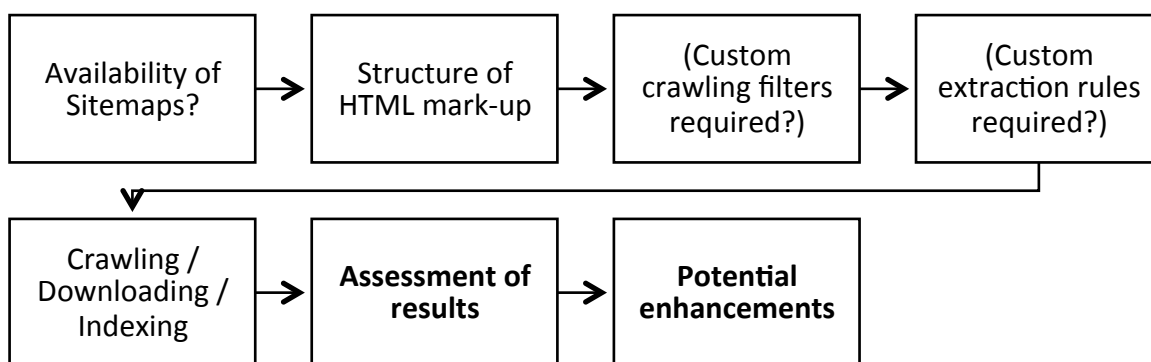 Availability of
Sitemaps?
Structure of
HTML mark-up
(Custom
crawling filters
required?)
(Custom
extraction rules
required?)
Crawling /
Downloading /
Indexing
Assessment of
results
Potential
enhancements